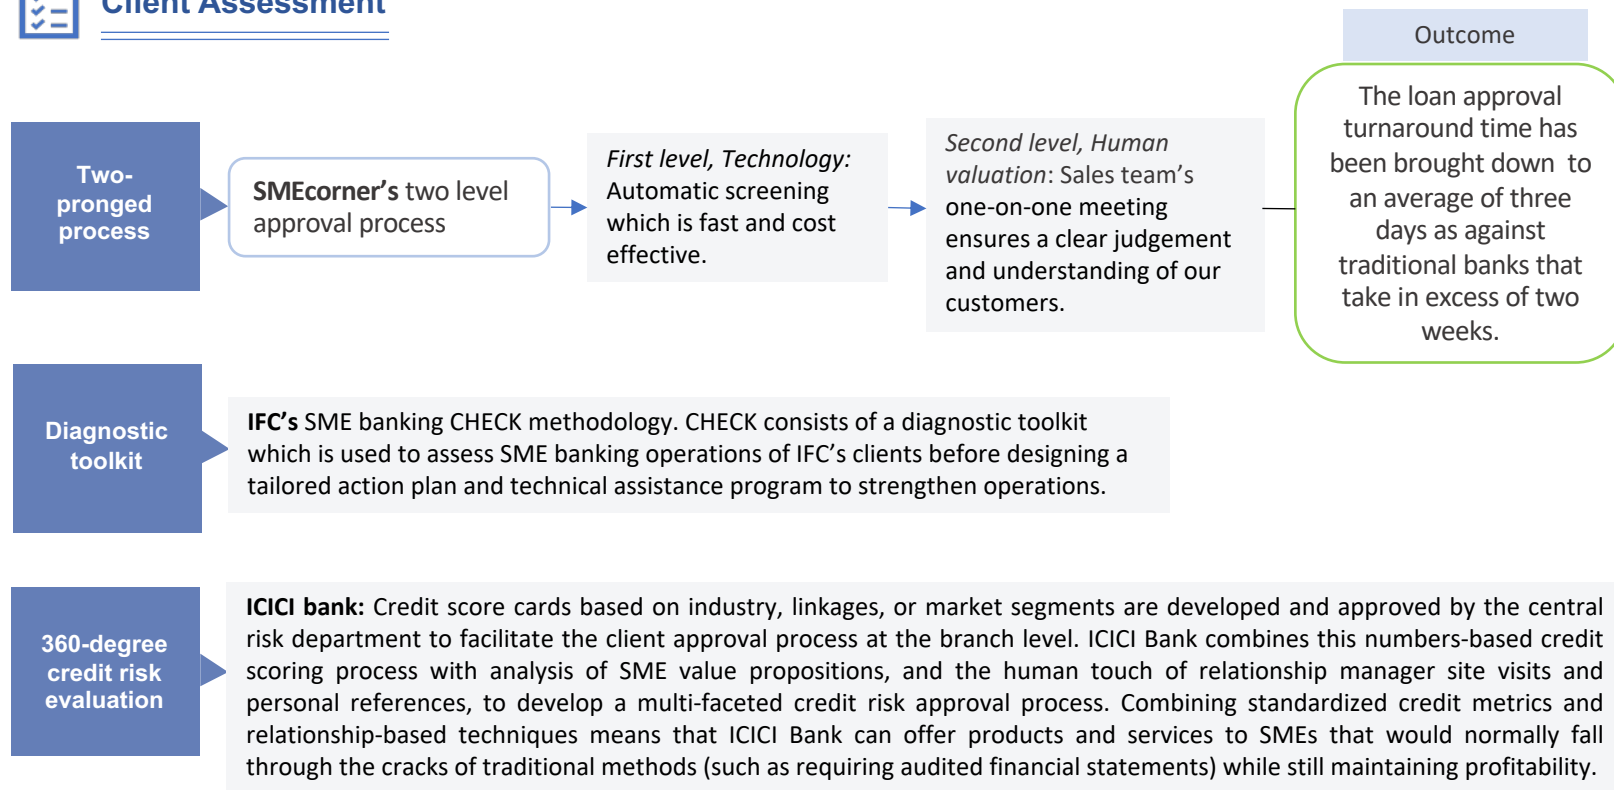 Client Assessment
Outcome
Two-
pronged
process
SMEcorner's two level
approval process
First level, Technology:
Automatic screening
which is fast and cost
effective.
Second level, Human
valuation: Sales team's
one-on-one meeting
ensures a clear judgement
and understanding of our
customers.
The loan approval
turnaround time has
been brought down to
an average of three
days as against
traditional banks that
take in excess of two
weeks.
Diagnostic
toolkit
IFC's SME banking CHECK methodology. CHECK consists of a diagnostic toolkit
which is used to assess SME banking operations of IFC's clients before designing a
tailored action plan and technical assistance program to strengthen operations.
360-degree
credit risk
evaluation
ICICI bank: Credit score cards based on industry, linkages, or market segments are developed and approved by the central
risk department to facilitate the client approval process at the branch level. ICICI Bank combines this numbers-based credit
scoring process with analysis of SME value propositions, and the human touch of relationship manager site visits and
personal references, to develop a multi-faceted credit risk approval process. Combining standardized credit metrics and
relationship-based techniques means that ICICI Bank can offer products and services to SMEs that would normally fall
through the cracks of traditional methods (such as requiring audited financial statements) while still maintaining profitability.